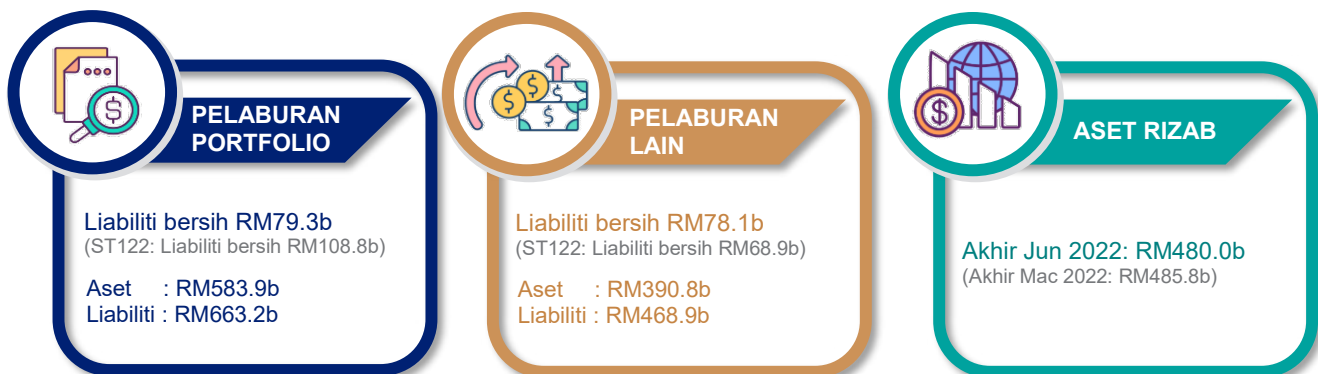 PELABURAN
PORTFOLIO
Liabiliti bersih RM79.3b
(ST122: Liabiliti bersih RM108.8b)
Aset : RM583.9b
Liabiliti : RM663.2b
PELABURAN
LAIN
Liabiliti bersih RM78.1b
(ST122: Liabiliti bersih RM68.9b)
Aset : RM390.8b
Liabiliti : RM468.9b
ASET RIZAB
Akhir Jun 2022: RM480.0b
(Akhir Mac 2022: RM485.8b)